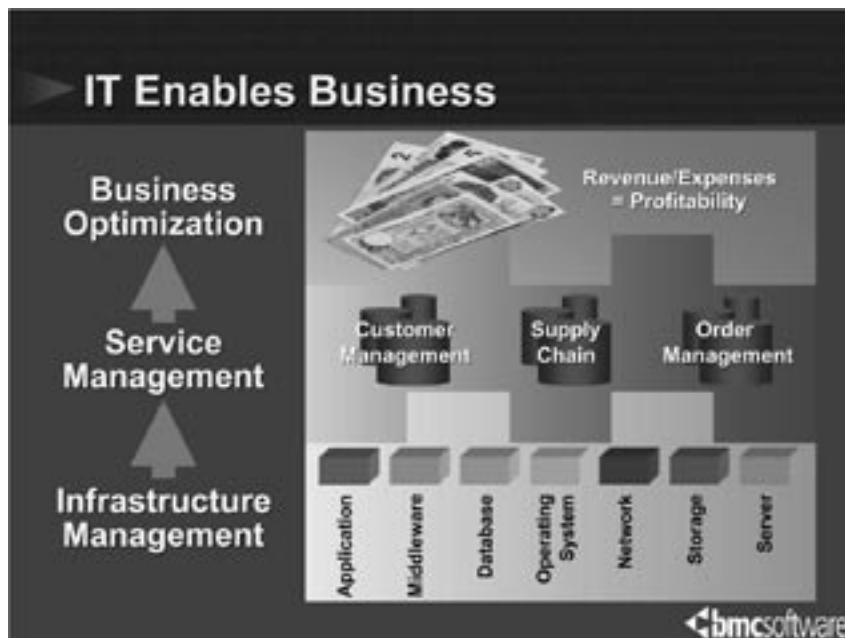 IT Enables Business
Business
Optimization
Revenue/Expenses
= Profitability
Service
Management
Customer
Management
Supply
Chain
Order
Management
Infrastructure
Management
Application
Middleware
Database
Operating
System
Network
Storage
Server
bmcsoftware